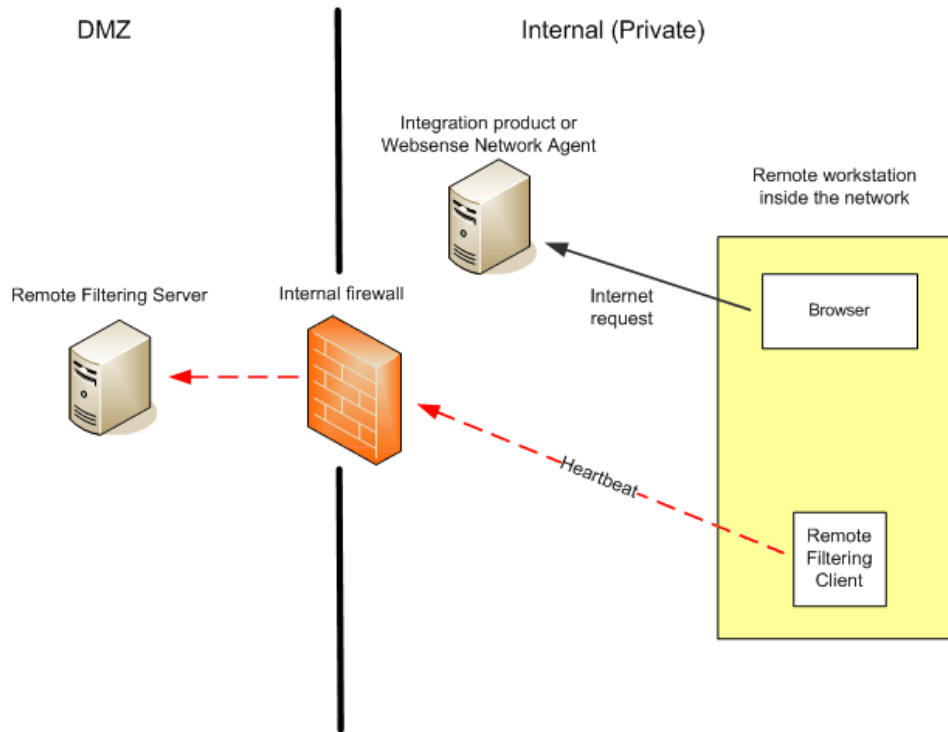 DMZ
Internal (Private)
Integration product or
Websense Network Agent
Remote workstation
inside the network
Remote Filtering Server
Internal firewall
Internet
request
Browser
Heartbeat
Remote
Filtering
Client